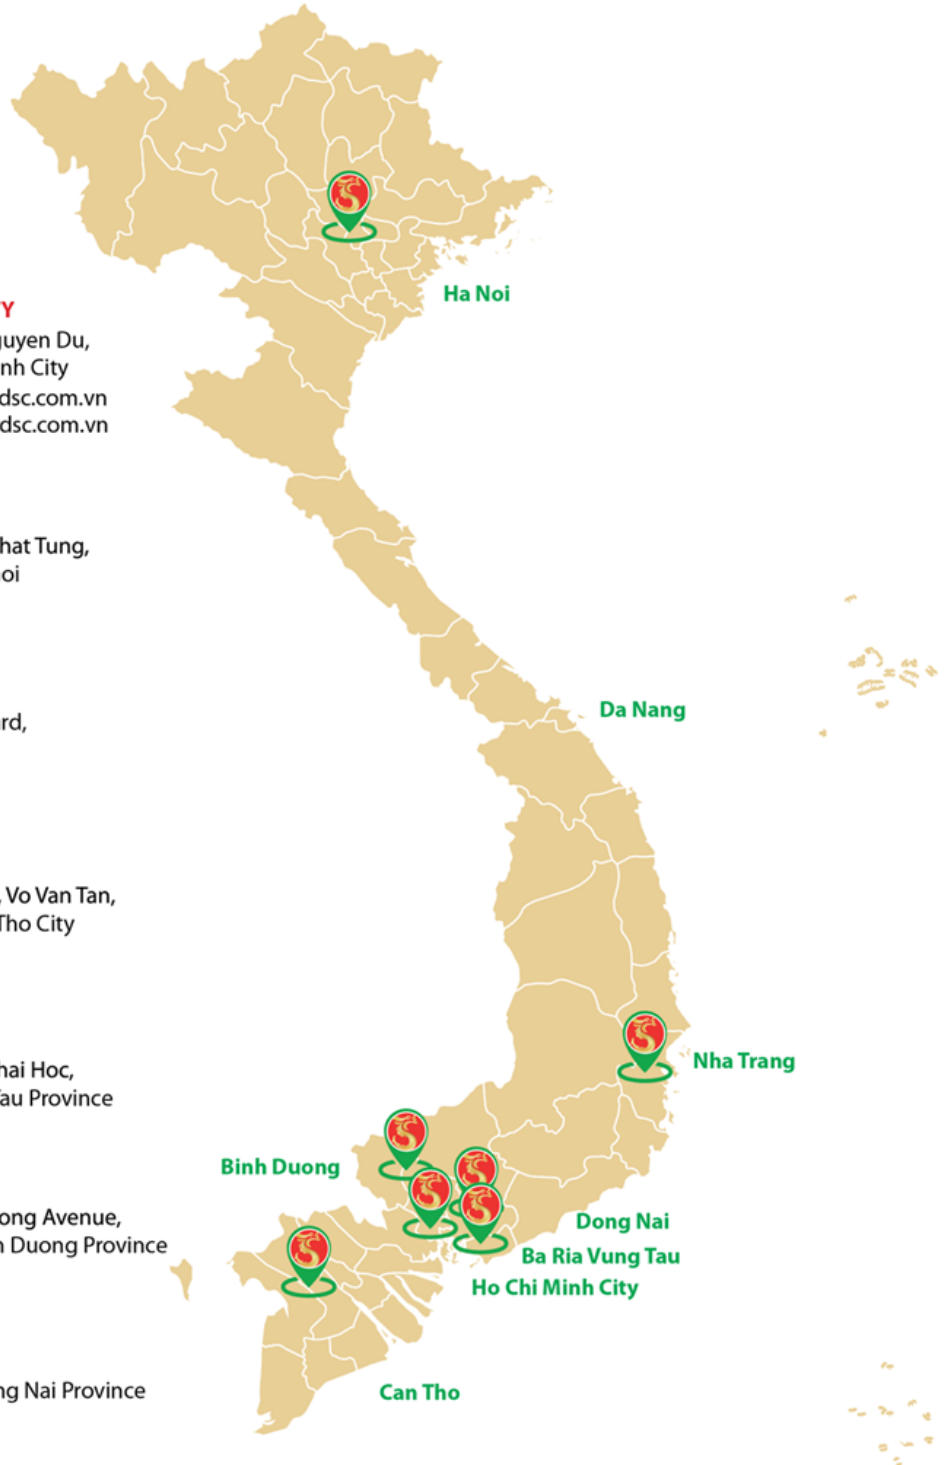 Y
guyen Du,
nh City
dsc.com.vn
dsc.com.vn
hat Tung,
oi
rd,
, Vo Van Tan,
Tho City
hai Hoc,
Tau Province
ong Avenue,
n Duong Province
ng Nai Province
Ha Noi
Da Nang
Nha Trang
Binh Duong
Dong Nai
Ba Ria Vung Tau
Ho Chi Minh City
Can Tho